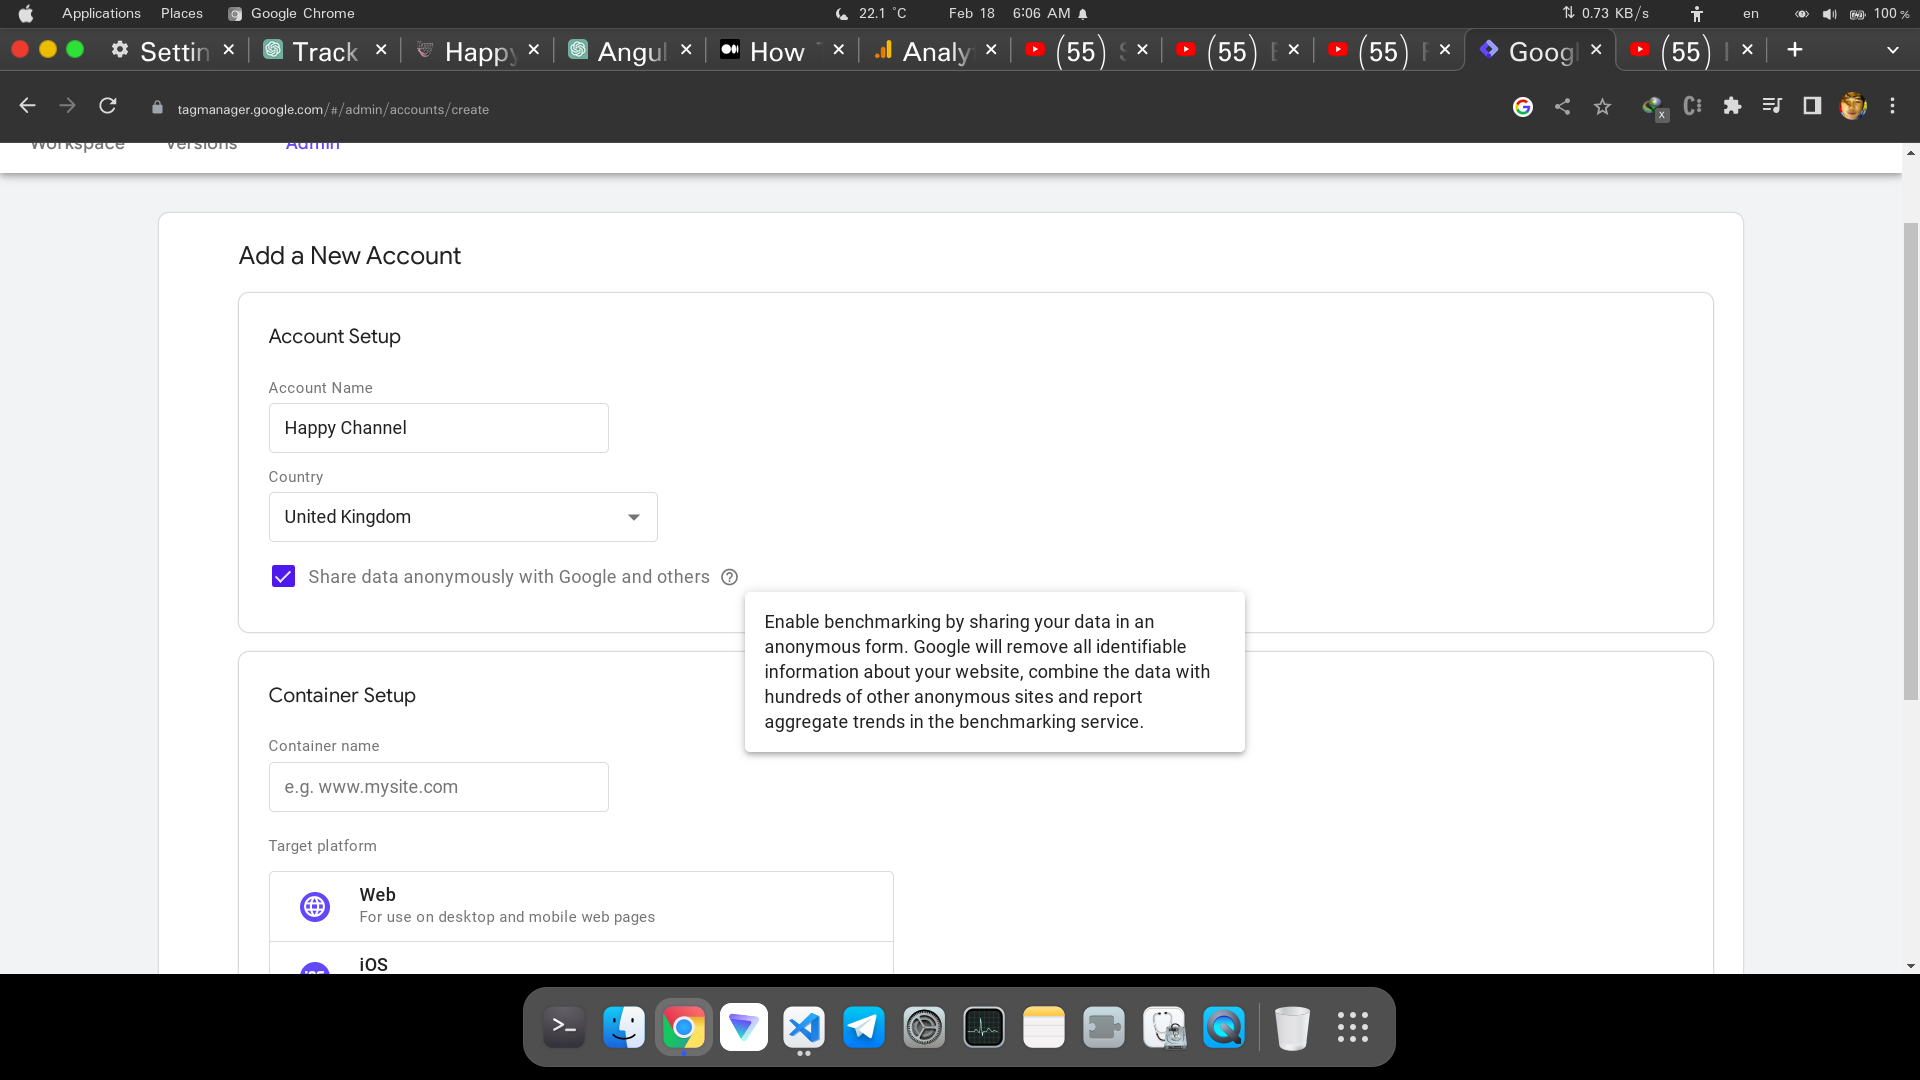 Applications Places Google Chrome 22.1 °C Feb 18 6:06 AM 0.73 KB/s en 100 %
Settin Track Happy Angul How Analy (55) (55) (55) Googl (55)
tagmanager.google.com/#/admin/accounts/create
Workspace Versions Admin
Add a New Account
Account Setup
Account Name
Happy Channel
Country
United Kingdom
Share data anonymously with Google and others
Enable benchmarking by sharing your data in an
anonymous form. Google will remove all identifiable
information about your website, combine the data with
hundreds of other anonymous sites and report
aggregate trends in the benchmarking service.
Container Setup
Container name
e.g. www.mysite.com
Target platform
Web
For use on desktop and mobile web pages
iOS